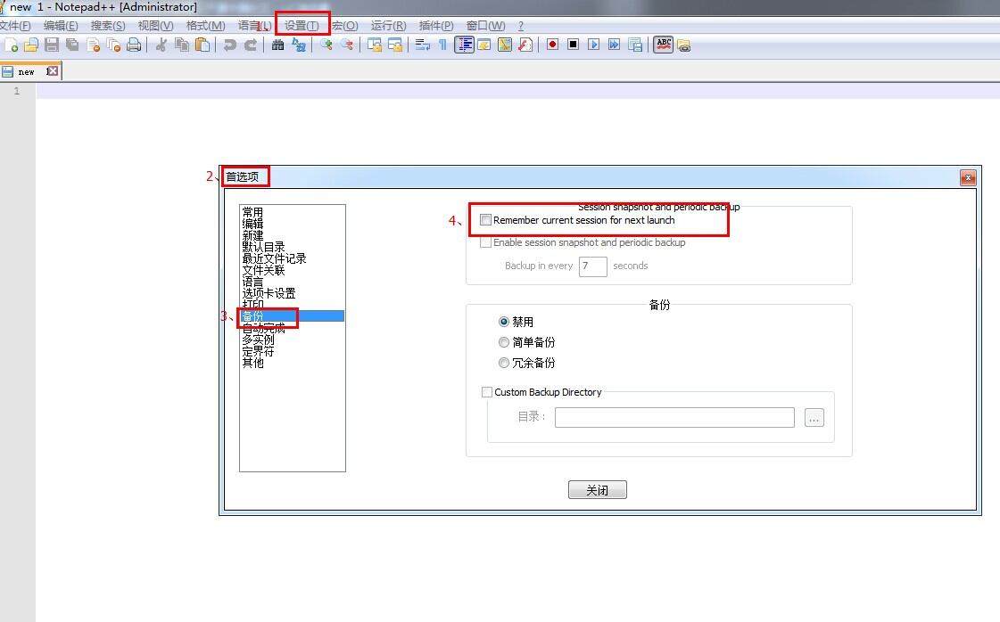 new 1 - Notepad++ [Administrator]
文件(F) 编辑(E) 搜索(S) 视图(V) 格式(M) 语言(L) 1、 设置(T) 宏(O) 运行(R) 插件(P) 窗口(W) ?
ABC
new 1
1
2、 首选项
常用
编辑
新建
默认目录
最近文件记录
文件关联
语言
选项卡设置
打印
3、 备份
自动完成
多实例
定界符
其他
Session snapshot and periodic backup
4、 Remember current session for next launch
Enable session snapshot and periodic backup
Backup in every 7 seconds
备份
禁用
简单备份
冗余备份
Custom Backup Directory
目录： ...
关闭